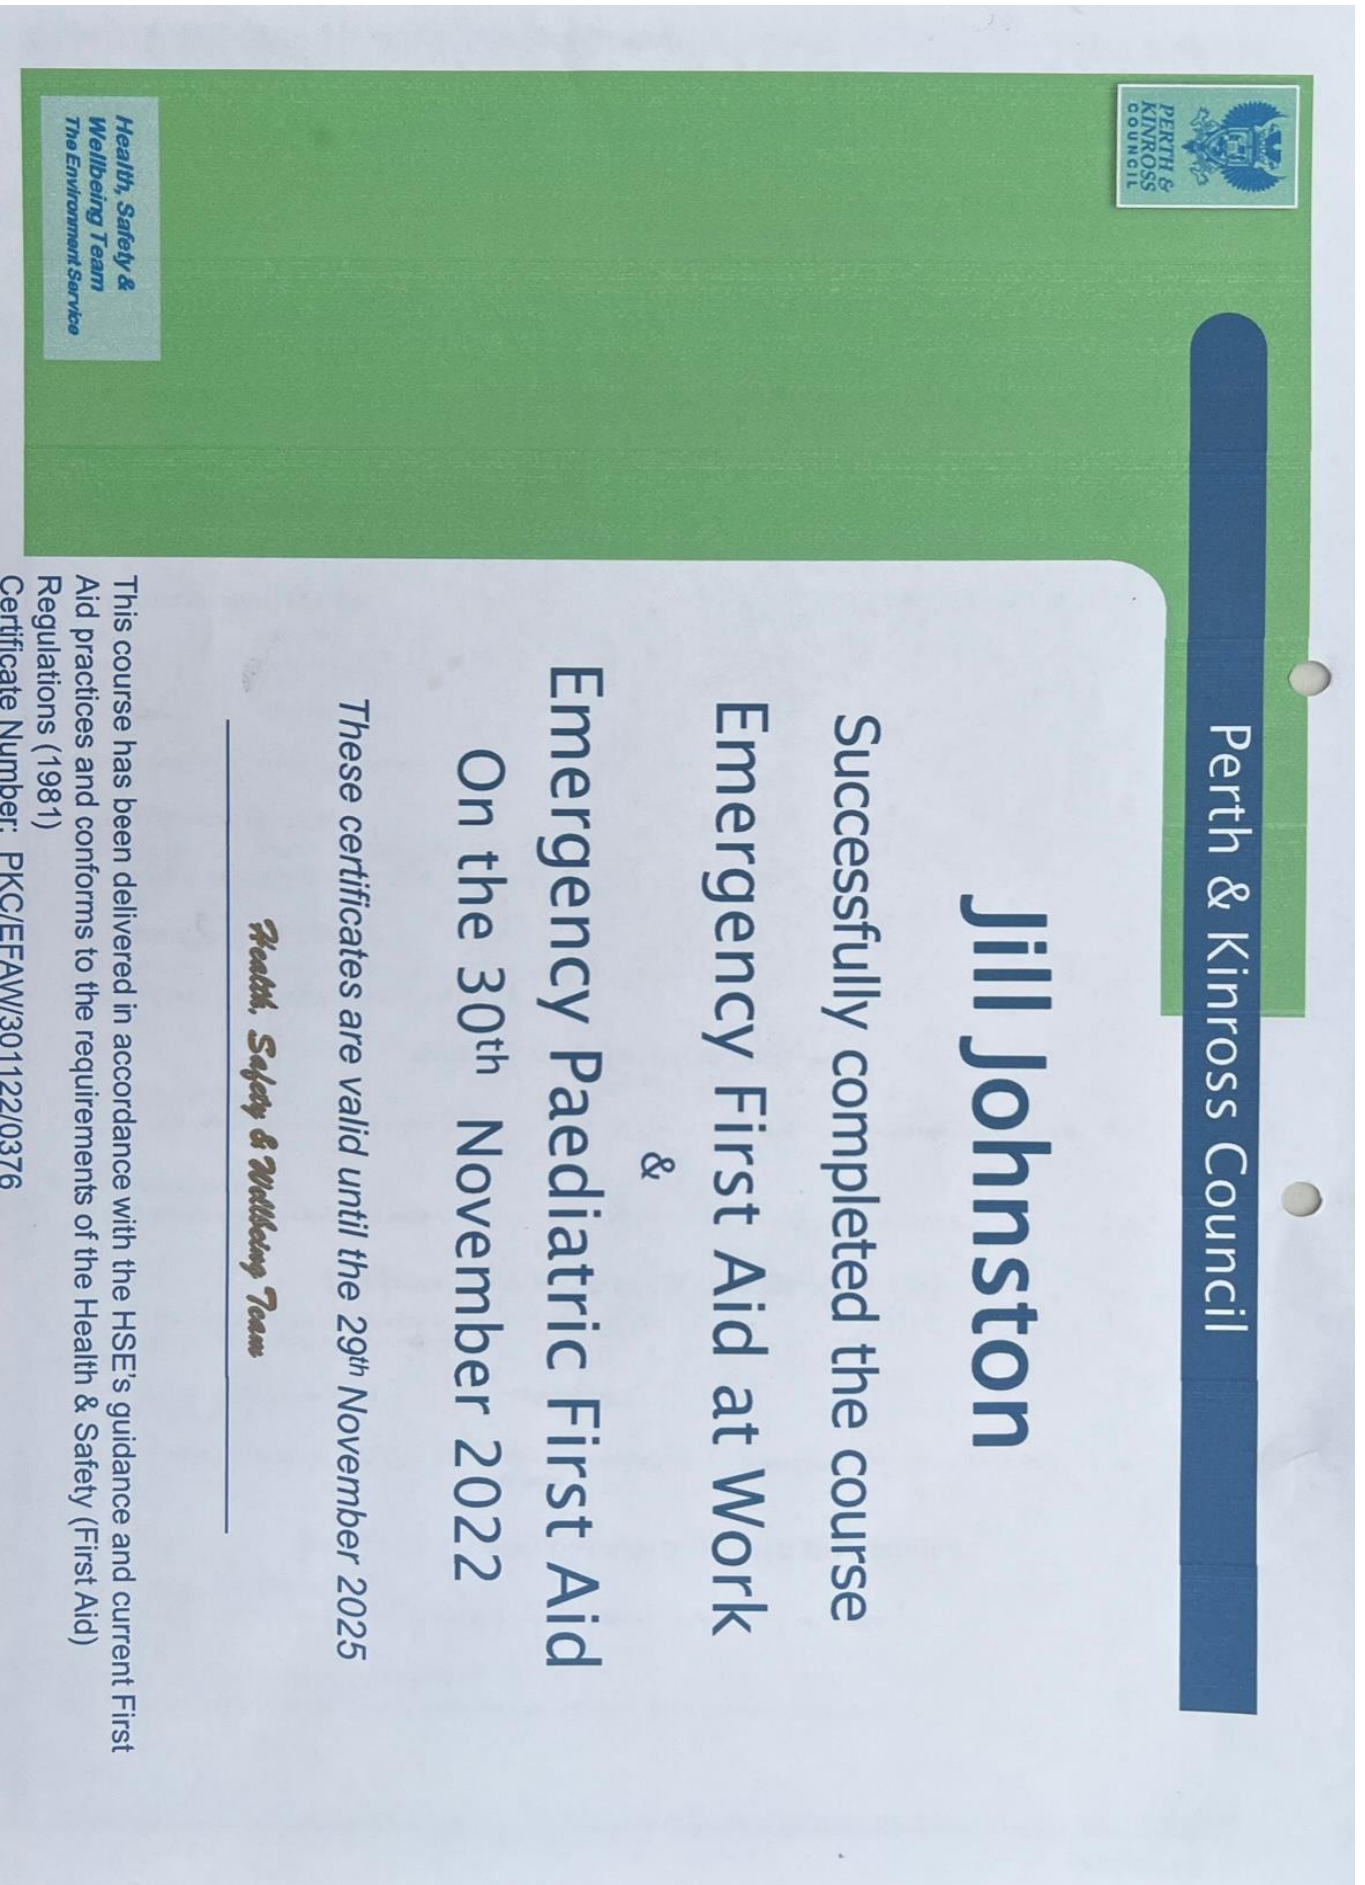 PERTH &
KINROSS
COUNCIL
Perth & Kinross Council
Jill Johnston
Successfully completed the course
Emergency First Aid at Work
&
Emergency Paediatric First Aid
On the 30th November 2022
These certificates are valid until the 29th November 2025
Health, Safety & Wellbeing Team
Health, Safety &
Wellbeing Team
The Environment Service
This course has been delivered in accordance with the HSE’s guidance and current First
Aid practices and conforms to the requirements of the Health & Safety (First Aid)
Regulations (1981)
Certificate Number: PKC/EFAW/301122/0376